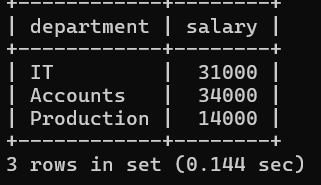 +------------+--------+
| department | salary |
+------------+--------+
| IT         |  31000 |
| Accounts   |  34000 |
| Production |  14000 |
+------------+--------+
3 rows in set (0.144 sec)